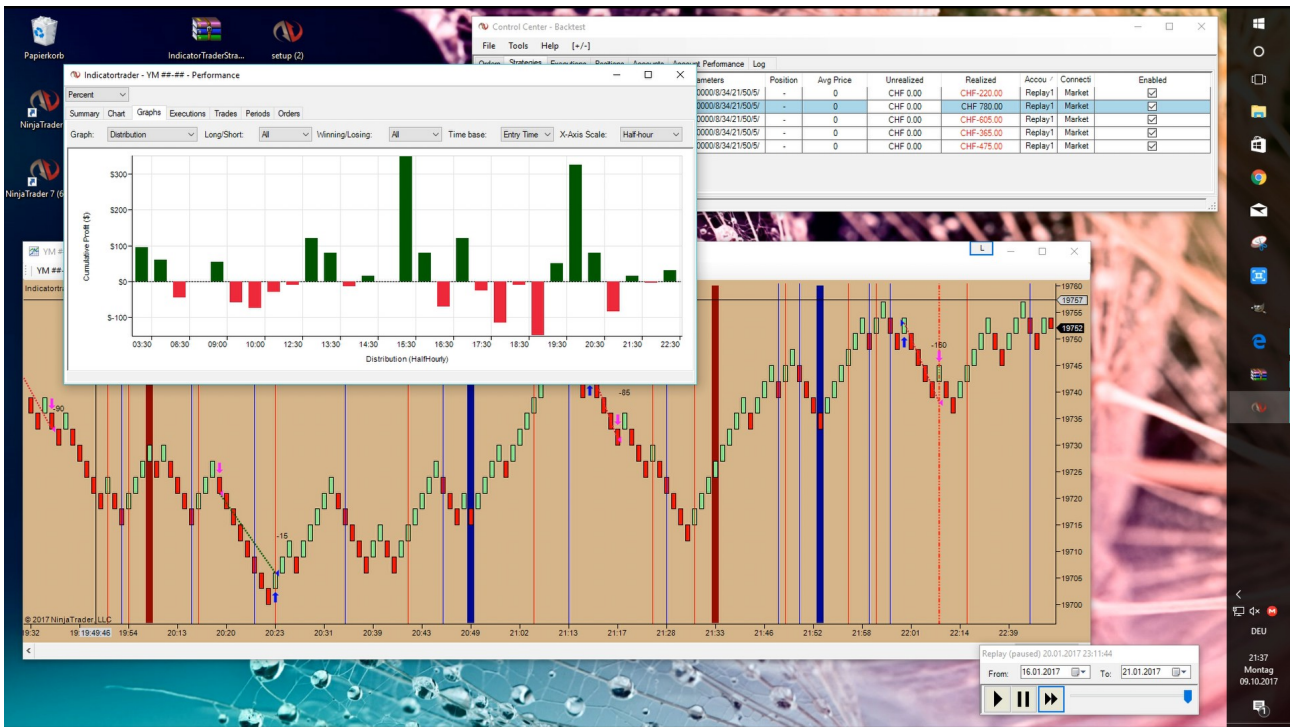 Papierkorb
IndicatorTraderStra...
setup (2)
NinjaTrader
NinjaTrader 7 (6
Control Center - Backtest
File Tools Help [+/-]
Orders Strategies Executions Positions Accounts Account Performance Log
ameters Position Avg Price Unrealized Realized Accou Connecti Enabled
0000/8/34/21/50/5/ - 0 CHF 0.00 CHF-220.00 Replay1 Market
0000/8/34/21/50/5/ - 0 CHF 0.00 CHF 780.00 Replay1 Market
0000/8/34/21/50/5/ - 0 CHF 0.00 CHF-605.00 Replay1 Market
0000/8/34/21/50/5/ - 0 CHF 0.00 CHF-365.00 Replay1 Market
0000/8/34/21/50/5/ - 0 CHF 0.00 CHF-475.00 Replay1 Market
Indicatortrader - YM ##-## - Performance
Percent
Summary Chart Graphs Executions Trades Periods Orders
Graph: Distribution Long/Short: All Winning/Losing: All Time base: Entry Time X-Axis Scale: Half-hour
Cumulative Profit ($)
$300
$200
$100
$0
$-100
03:30 08:30 09:00 10:00 12:30 13:30 14:30 15:30 16:30 17:30 18:30 19:30 20:30 21:30 22:30
Distribution (HalfHourly)
YM #
YM ##-
Indicatortr
L
-90
-15
-85
-150
19760
19757
19755
19752
19750
19745
19740
19735
19730
19725
19720
19715
19710
19705
19700
© 2017 NinjaTrader, LLC
9:32 19: 19:49:46 19:54 20:13 20:20 20:23 20:31 20:39 20:43 20:49 21:02 21:13 21:17 21:28 21:33 21:46 21:52 21:58 22:01 22:14 22:39
Replay (paused) 20.01.2017 23:11:44
From: 16.01.2017 To: 21.01.2017
DEU
21:37
Montag
09.10.2017
1